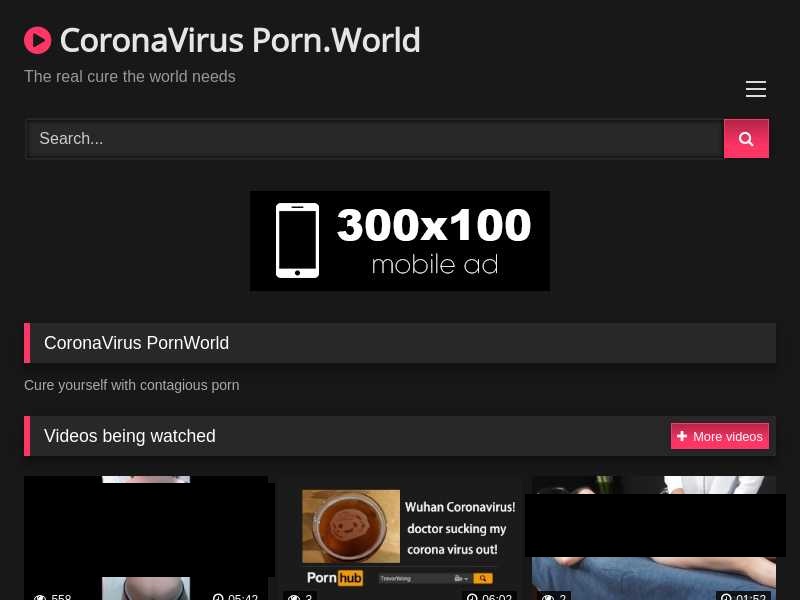 CoronaVirus Porn.World
The real cure the world needs
Search...
300x100
mobile ad
CoronaVirus PornWorld
Cure yourself with contagious porn
Videos being watched
More videos
Wuhan Coronavirus!
doctor sucking my
corona virus out!
Pornhub
TrevorWong
558
05:42
3
06:02
2
01:52